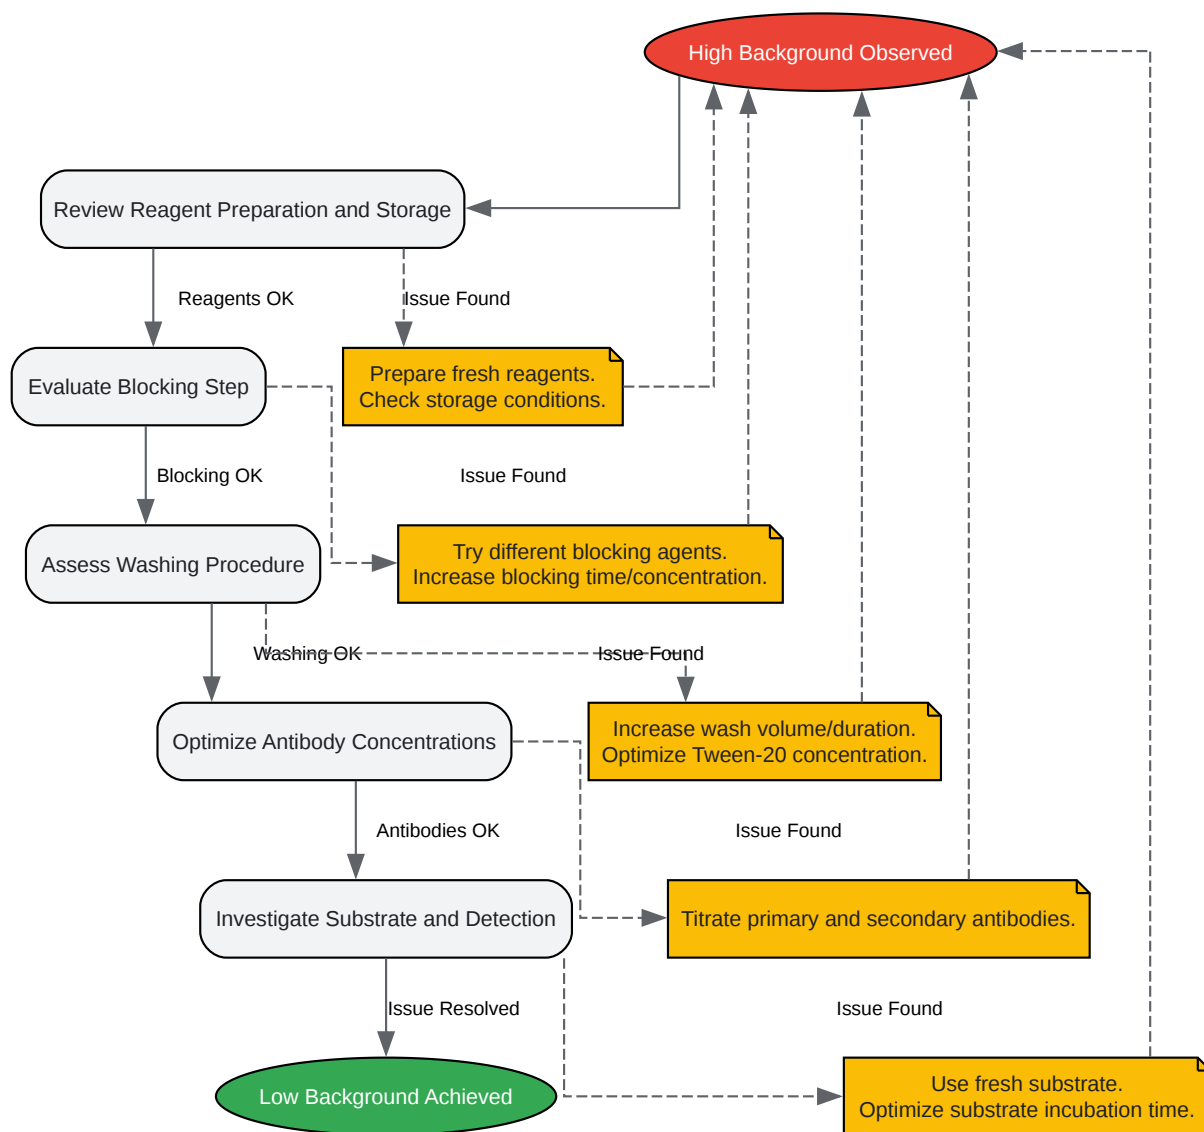 High Background Observed
Review Reagent Preparation and Storage
Reagents OK
Issue Found
Evaluate Blocking Step
Prepare fresh reagents.
Check storage conditions.
Blocking OK
Issue Found
Assess Washing Procedure
Try different blocking agents.
Increase blocking time/concentration.
Washing OK
Issue Found
Optimize Antibody Concentrations
Increase wash volume/duration.
Optimize Tween-20 concentration.
Antibodies OK
Issue Found
Investigate Substrate and Detection
Titrate primary and secondary antibodies.
Issue Resolved
Issue Found
Low Background Achieved
Use fresh substrate.
Optimize substrate incubation time.